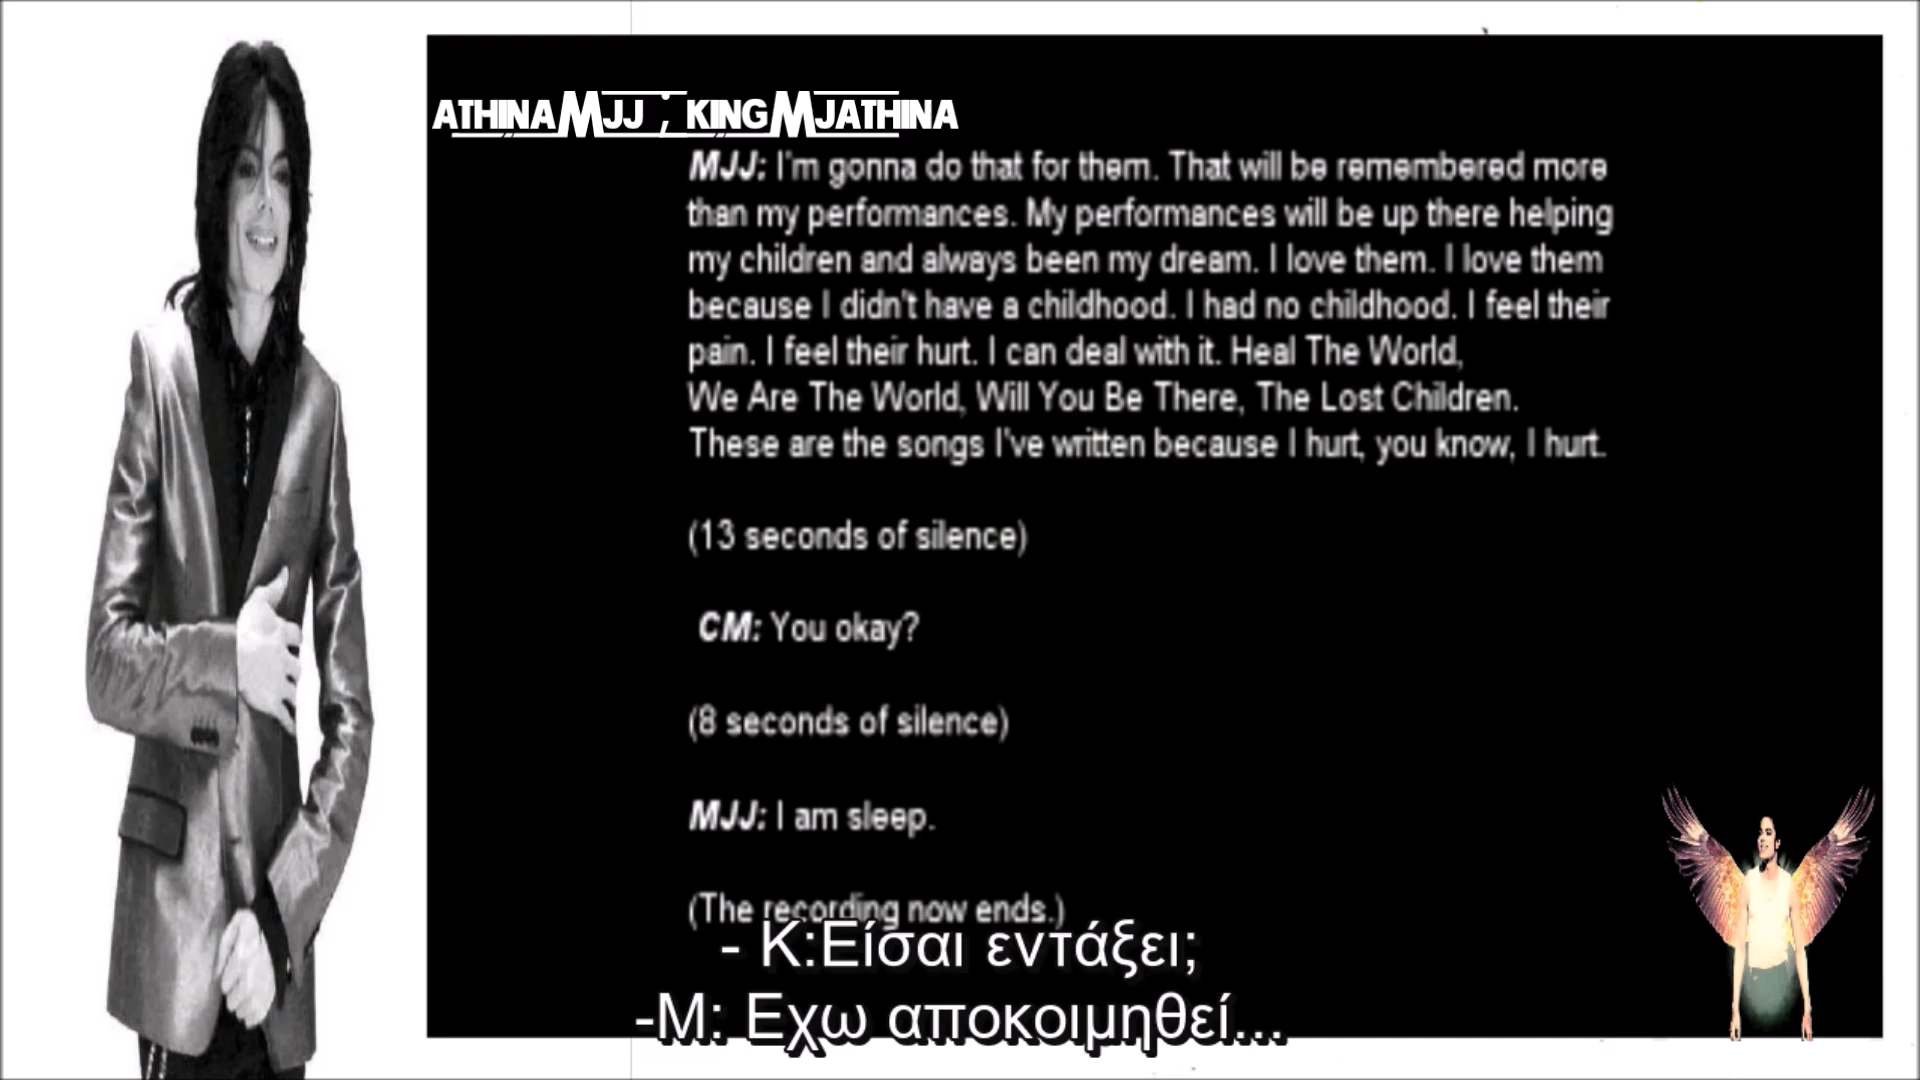 ATHINAMJJ ; KINGMJATHINA
MJJ: I'm gonna do that for them. That will be remembered more
than my performances. My performances will be up there helping
my children and always been my dream. I love them. I love them
because I didn't have a childhood. I had no childhood. I feel their
pain. I feel their hurt. I can deal with it. Heal The World,
We Are The World, Will You Be There, The Lost Children.
These are the songs I've written because I hurt, you know, I hurt.
(13 seconds of silence)
CM: You okay?
(8 seconds of silence)
MJJ: I am sleep.
(The recording now ends.)
- Κ:Είσαι εντάξει;
-Μ: Εχω αποκοιμηθεί...